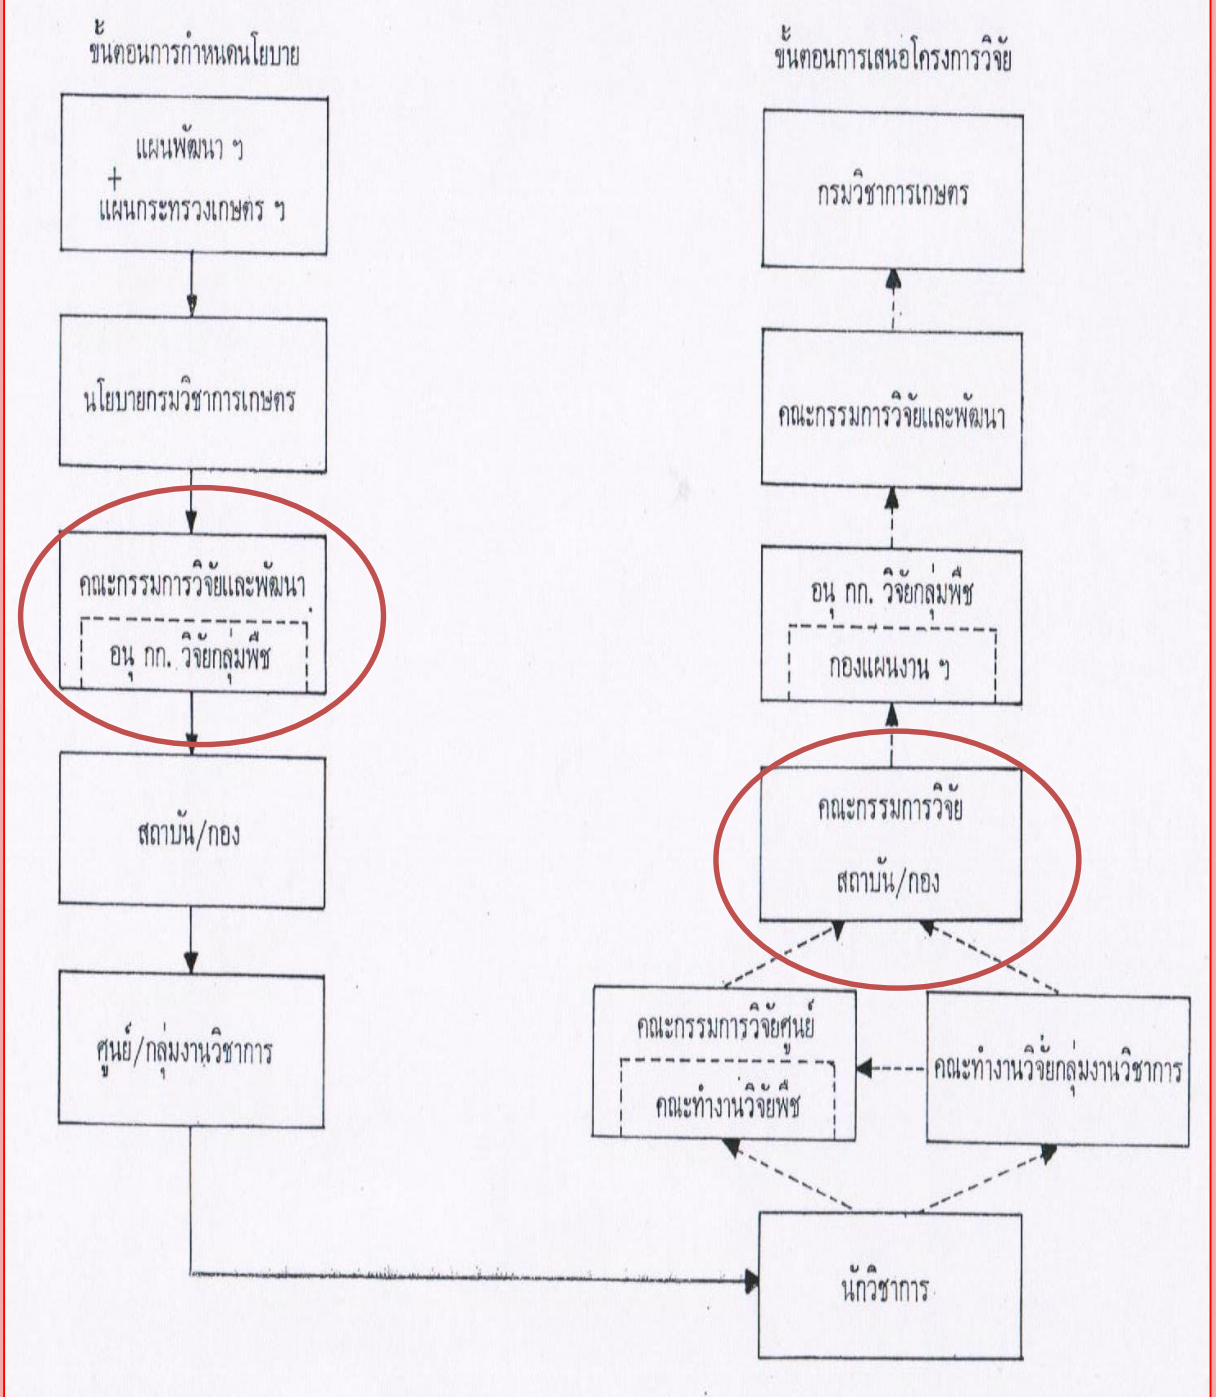 ขั้นตอนการกำหนดนโยบาย
แผนพัฒนา ฯ
+
แผนกระทรวงเกษตร ฯ
นโยบายกรมวิชาการเกษตร
คณะกรรมการวิจัยและพัฒนา
อนุ กก. วิจัยกลุ่มพืช
สถาบัน/กอง
ศูนย์/กลุ่มงานวิชาการ
ขั้นตอนการเสนอโครงการวิจัย
กรมวิชาการเกษตร
คณะกรรมการวิจัยและพัฒนา
อนุ กก. วิจัยกลุ่มพืช
กองแผนงาน ฯ
คณะกรรมการวิจัย
สถาบัน/กอง
คณะกรรมการวิจัยศูนย์
คณะทำงานวิจัยพืช
คณะทำงานวิจัยกลุ่มงานวิชาการ
นักวิชาการ